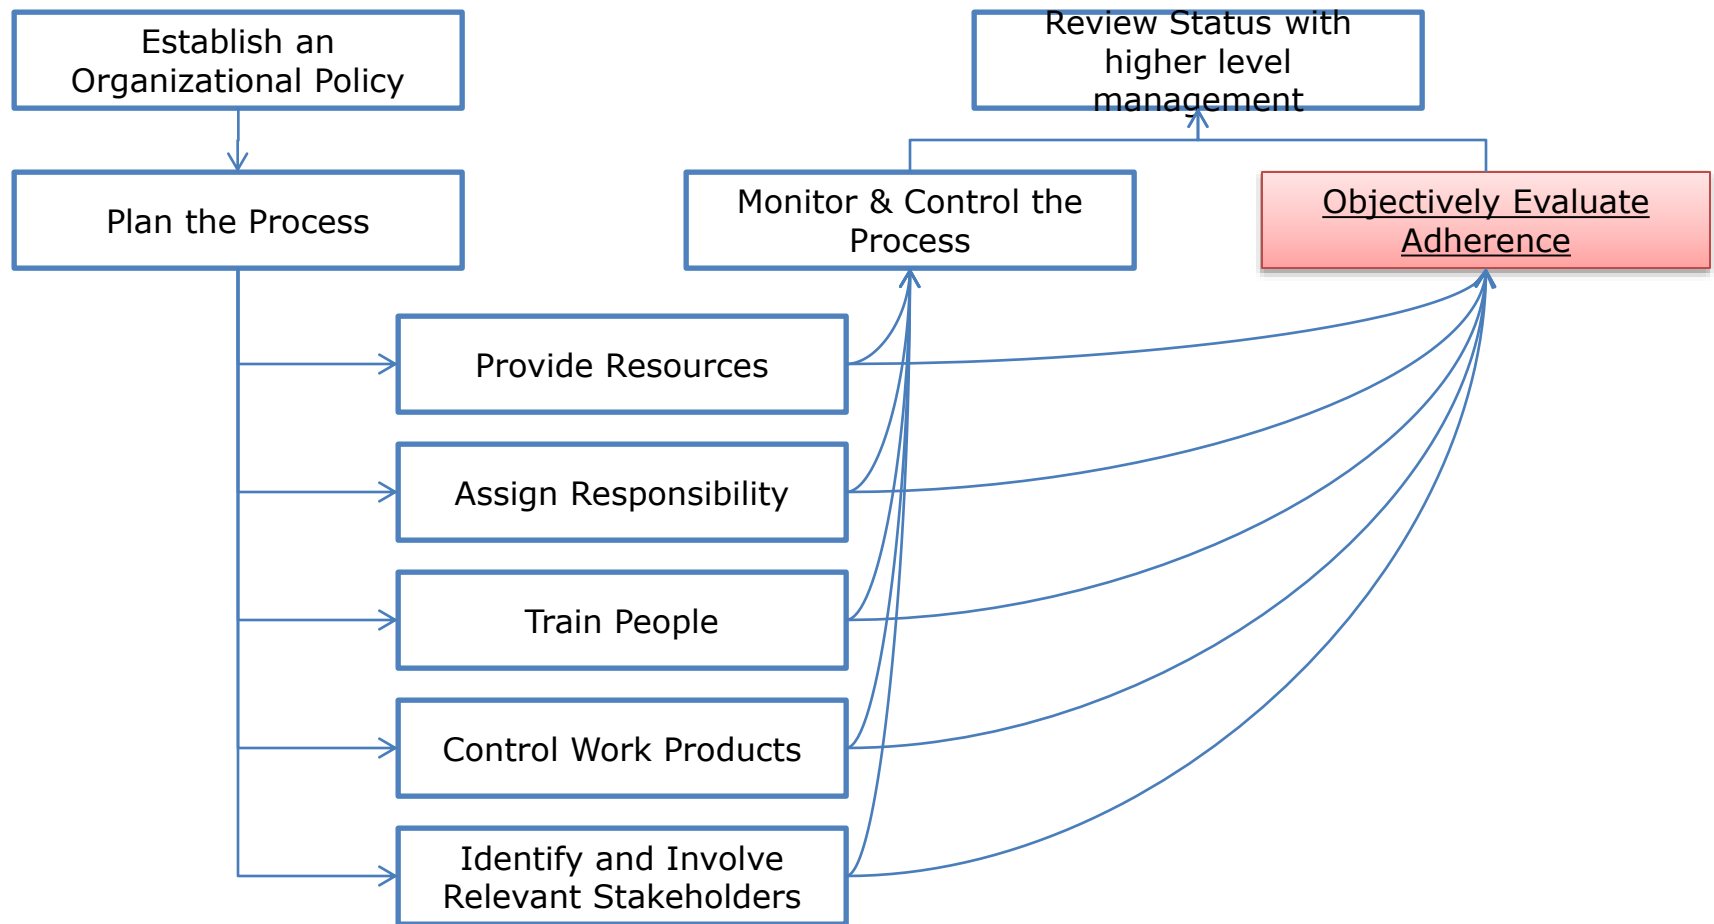 Establish an
Organizational Policy
Review Status with
higher level
management
Plan the Process
Monitor & Control the
Process
Objectively Evaluate
Adherence
Provide Resources
Assign Responsibility
Train People
Control Work Products
Identify and Involve
Relevant Stakeholders